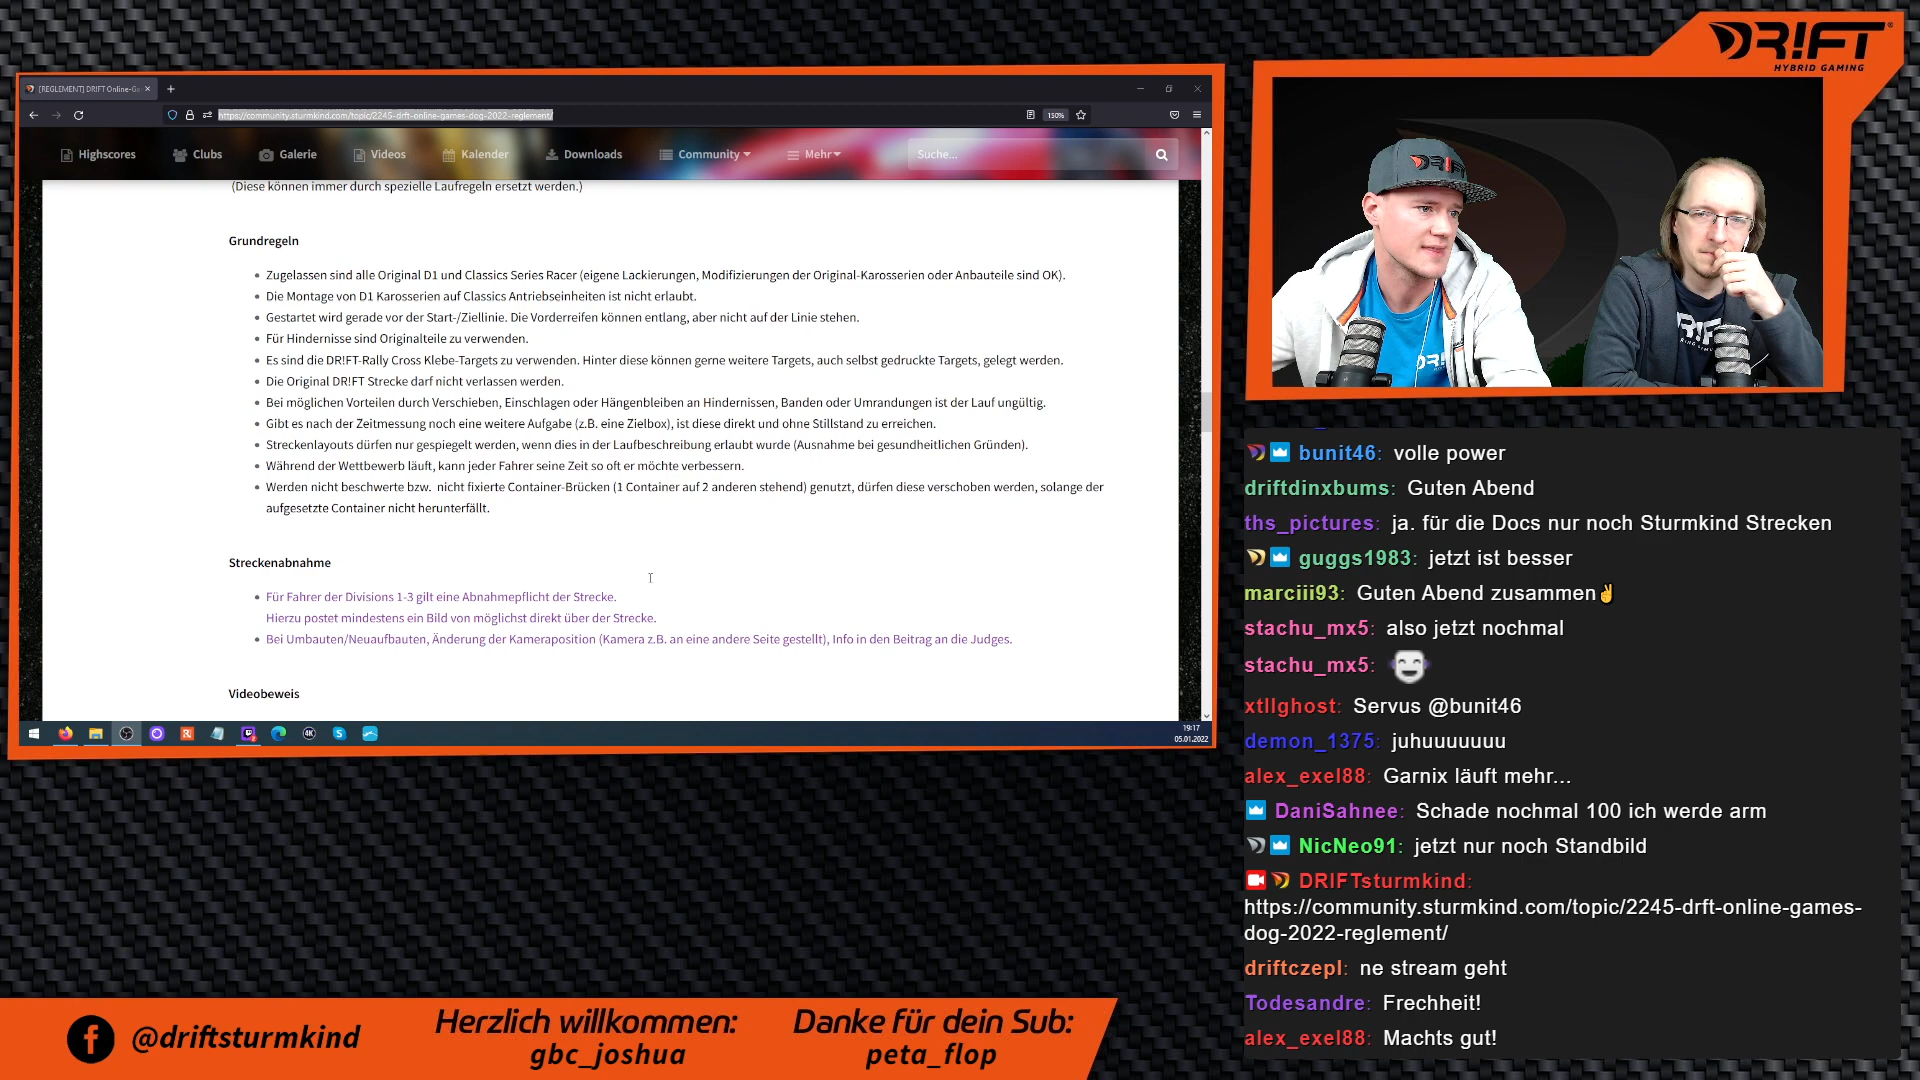 DR!FT
HYBRID GAMING
[REGLEMENT] DR!FT Online-Ga
https://community.sturmkind.com/topic/2245-drft-online-games-dog-2022-reglement/
150%
Highscores
Clubs
Galerie
Videos
Kalender
Downloads
Community
Mehr
Suche...
(Diese können immer durch spezielle Laufregeln ersetzt werden.)
Grundregeln
Zugelassen sind alle Original D1 und Classics Series Racer (eigene Lackierungen, Modifizierungen der Original-Karosserien oder Anbauteile sind OK).
Die Montage von D1 Karosserien auf Classics Antriebseinheiten ist nicht erlaubt.
Gestartet wird gerade vor der Start-/Ziellinie. Die Vorderreifen können entlang, aber nicht auf der Linie stehen.
Für Hindernisse sind Originalteile zu verwenden.
Es sind die DR!FT-Rally Cross Klebe-Targets zu verwenden. Hinter diese können gerne weitere Targets, auch selbst gedruckte Targets, gelegt werden.
Die Original DR!FT Strecke darf nicht verlassen werden.
Bei möglichen Vorteilen durch Verschieben, Einschlagen oder Hängenbleiben an Hindernissen, Banden oder Umrandungen ist der Lauf ungültig.
Gibt es nach der Zeitmessung noch eine weitere Aufgabe (z.B. eine Zielbox), ist diese direkt und ohne Stillstand zu erreichen.
Streckenlayouts dürfen nur gespiegelt werden, wenn dies in der Laufbeschreibung erlaubt wurde (Ausnahme bei gesundheitlichen Gründen).
Während der Wettbewerb läuft, kann jeder Fahrer seine Zeit so oft er möchte verbessern.
Werden nicht beschwerte bzw. nicht fixierte Container-Brücken (1 Container auf 2 anderen stehend) genutzt, dürfen diese verschoben werden, solange der
aufgesetzte Container nicht herunterfällt.
Streckenabnahme
Für Fahrer der Divisions 1-3 gilt eine Abnahmepflicht der Strecke.
Hierzu postet mindestens ein Bild von möglichst direkt über der Strecke.
Bei Umbauten/Neuaufbauten, Änderung der Kameraposition (Kamera z.B. an eine andere Seite gestellt), Info in den Beitrag an die Judges.
Videobeweis
19:17
05.01.2022
bunit46: volle power
driftdinxbums: Guten Abend
ths_pictures: ja. für die Docs nur noch Sturmkind Strecken
guggs1983: jetzt ist besser
marciii93: Guten Abend zusammen✌
stachu_mx5: also jetzt nochmal
stachu_mx5:
xtllghost: Servus @bunit46
demon_1375: juhuuuuuuu
alex_exel88: Garnix läuft mehr...
DaniSahnee: Schade nochmal 100 ich werde arm
NicNeo91: jetzt nur noch Standbild
DRIFTsturmkind:
https://community.sturmkind.com/topic/2245-drft-online-games-
dog-2022-reglement/
driftczepl: ne stream geht
Todesandre: Frechheit!
alex_exel88: Machts gut!
@driftsturmkind
Herzlich willkommen:
gbc_joshua
Danke für dein Sub:
peta_flop